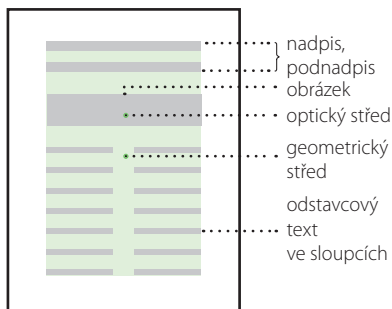 nadpis,
podnadpis
obrázek
optický střed
geometrický
střed
odstavcový
text
ve sloupcích